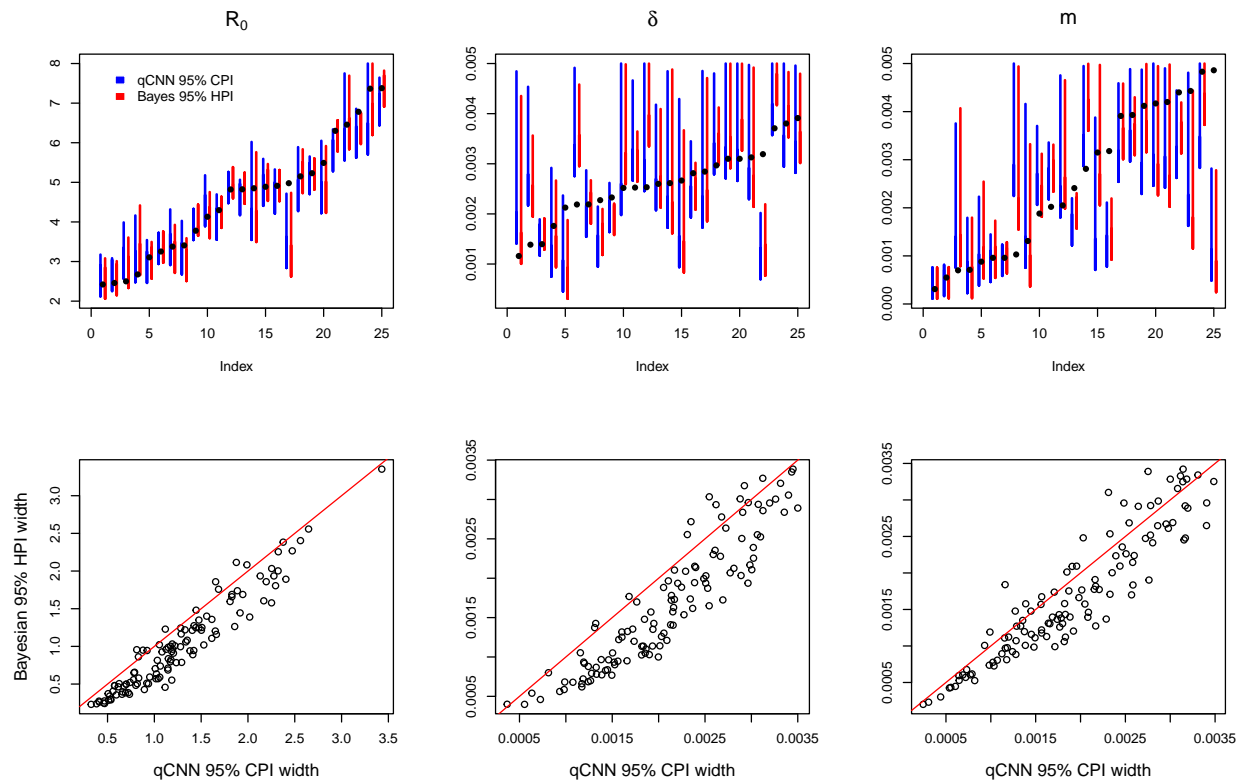 R0
δ
m
qCNN 95% CPI
Bayes 95% HPI
8
7
6
5
4
3
2
0 5 10 15 20 25
Index
0.005
0.004
0.003
0.002
0.001
0 5 10 15 20 25
Index
0.005
0.004
0.003
0.002
0.001
0.000
0 5 10 15 20 25
Index
Bayesian 95% HPI width
3.0
2.5
2.0
1.5
1.0
0.5
0.5 1.0 1.5 2.0 2.5 3.0 3.5
qCNN 95% CPI width
0.0035
0.0025
0.0015
0.0005
0.0005 0.0015 0.0025 0.0035
qCNN 95% CPI width
0.0035
0.0025
0.0015
0.0005
0.0005 0.0015 0.0025 0.0035
qCNN 95% CPI width